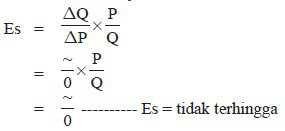 Es = ΔQ/ΔP × P/Q
= ~/0 × P/Q
= ~/0 ---------- Es = tidak terhingga